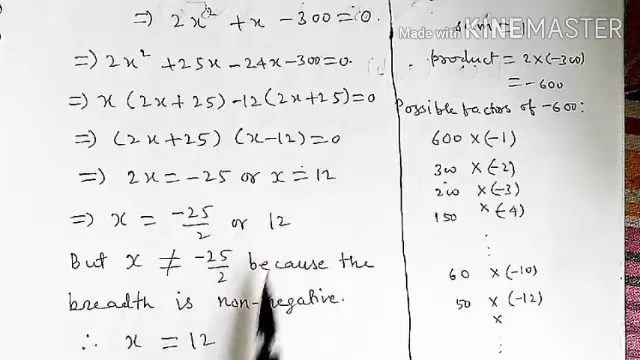 ⇒ 2x² + x - 300 = 0.
⇒ 2x² + 25x - 24x - 300 = 0.
⇒ x (2x + 25) - 12 (2x + 25) = 0
⇒ (2x + 25) (x - 12) = 0
⇒ 2x = -25 or x = 12
⇒ x = -25/2 or 12
But x ≠ -25/2 because the
breadth is non-negative.
∴ x = 12
Made with KINEMASTER
product = 2 × (-300)
= -600
Possible factors of -600:
600 × (-1)
300 × (-2)
200 × (-3)
150 × (-4)
60 × (-10)
50 × (-12)
×